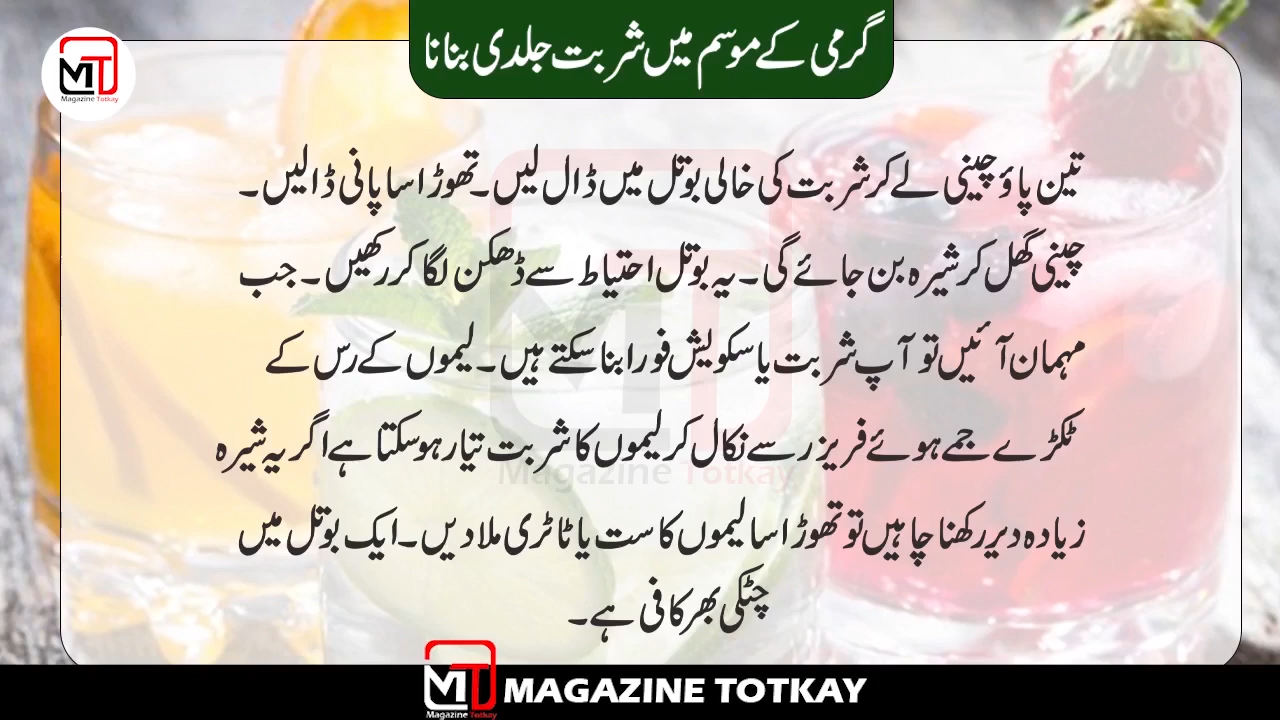 گرمی کے موسم میں شربت جلدی بنانا
MT
Magazine Totkay
تین پاؤ چینی لے کر شربت کی خالی بوتل میں ڈال لیں۔ تھوڑا سا پانی ڈالیں۔
چینی گھل کر شیرہ بن جائے گی۔ یہ بوتل احتیاط سے ڈھکن لگا کر رکھیں۔ جب
مہمان آئیں تو آپ شربت یا سکویش فورا بنا سکتے ہیں۔ لیموں کے رس کے
ٹکڑے جمے ہوئے فریزر سے نکال کر لیموں کا شربت تیار ہو سکتا ہے اگر یہ شیرہ
زیادہ دیر رکھنا چاہیں تو تھوڑا سا لیموں کا ست یا ٹاٹری ملا دیں۔ ایک بوتل میں
چٹکی بھر کافی ہے۔
MT
Magazine Totkay
MT
Magazine Totkay
MAGAZINE TOTKAY